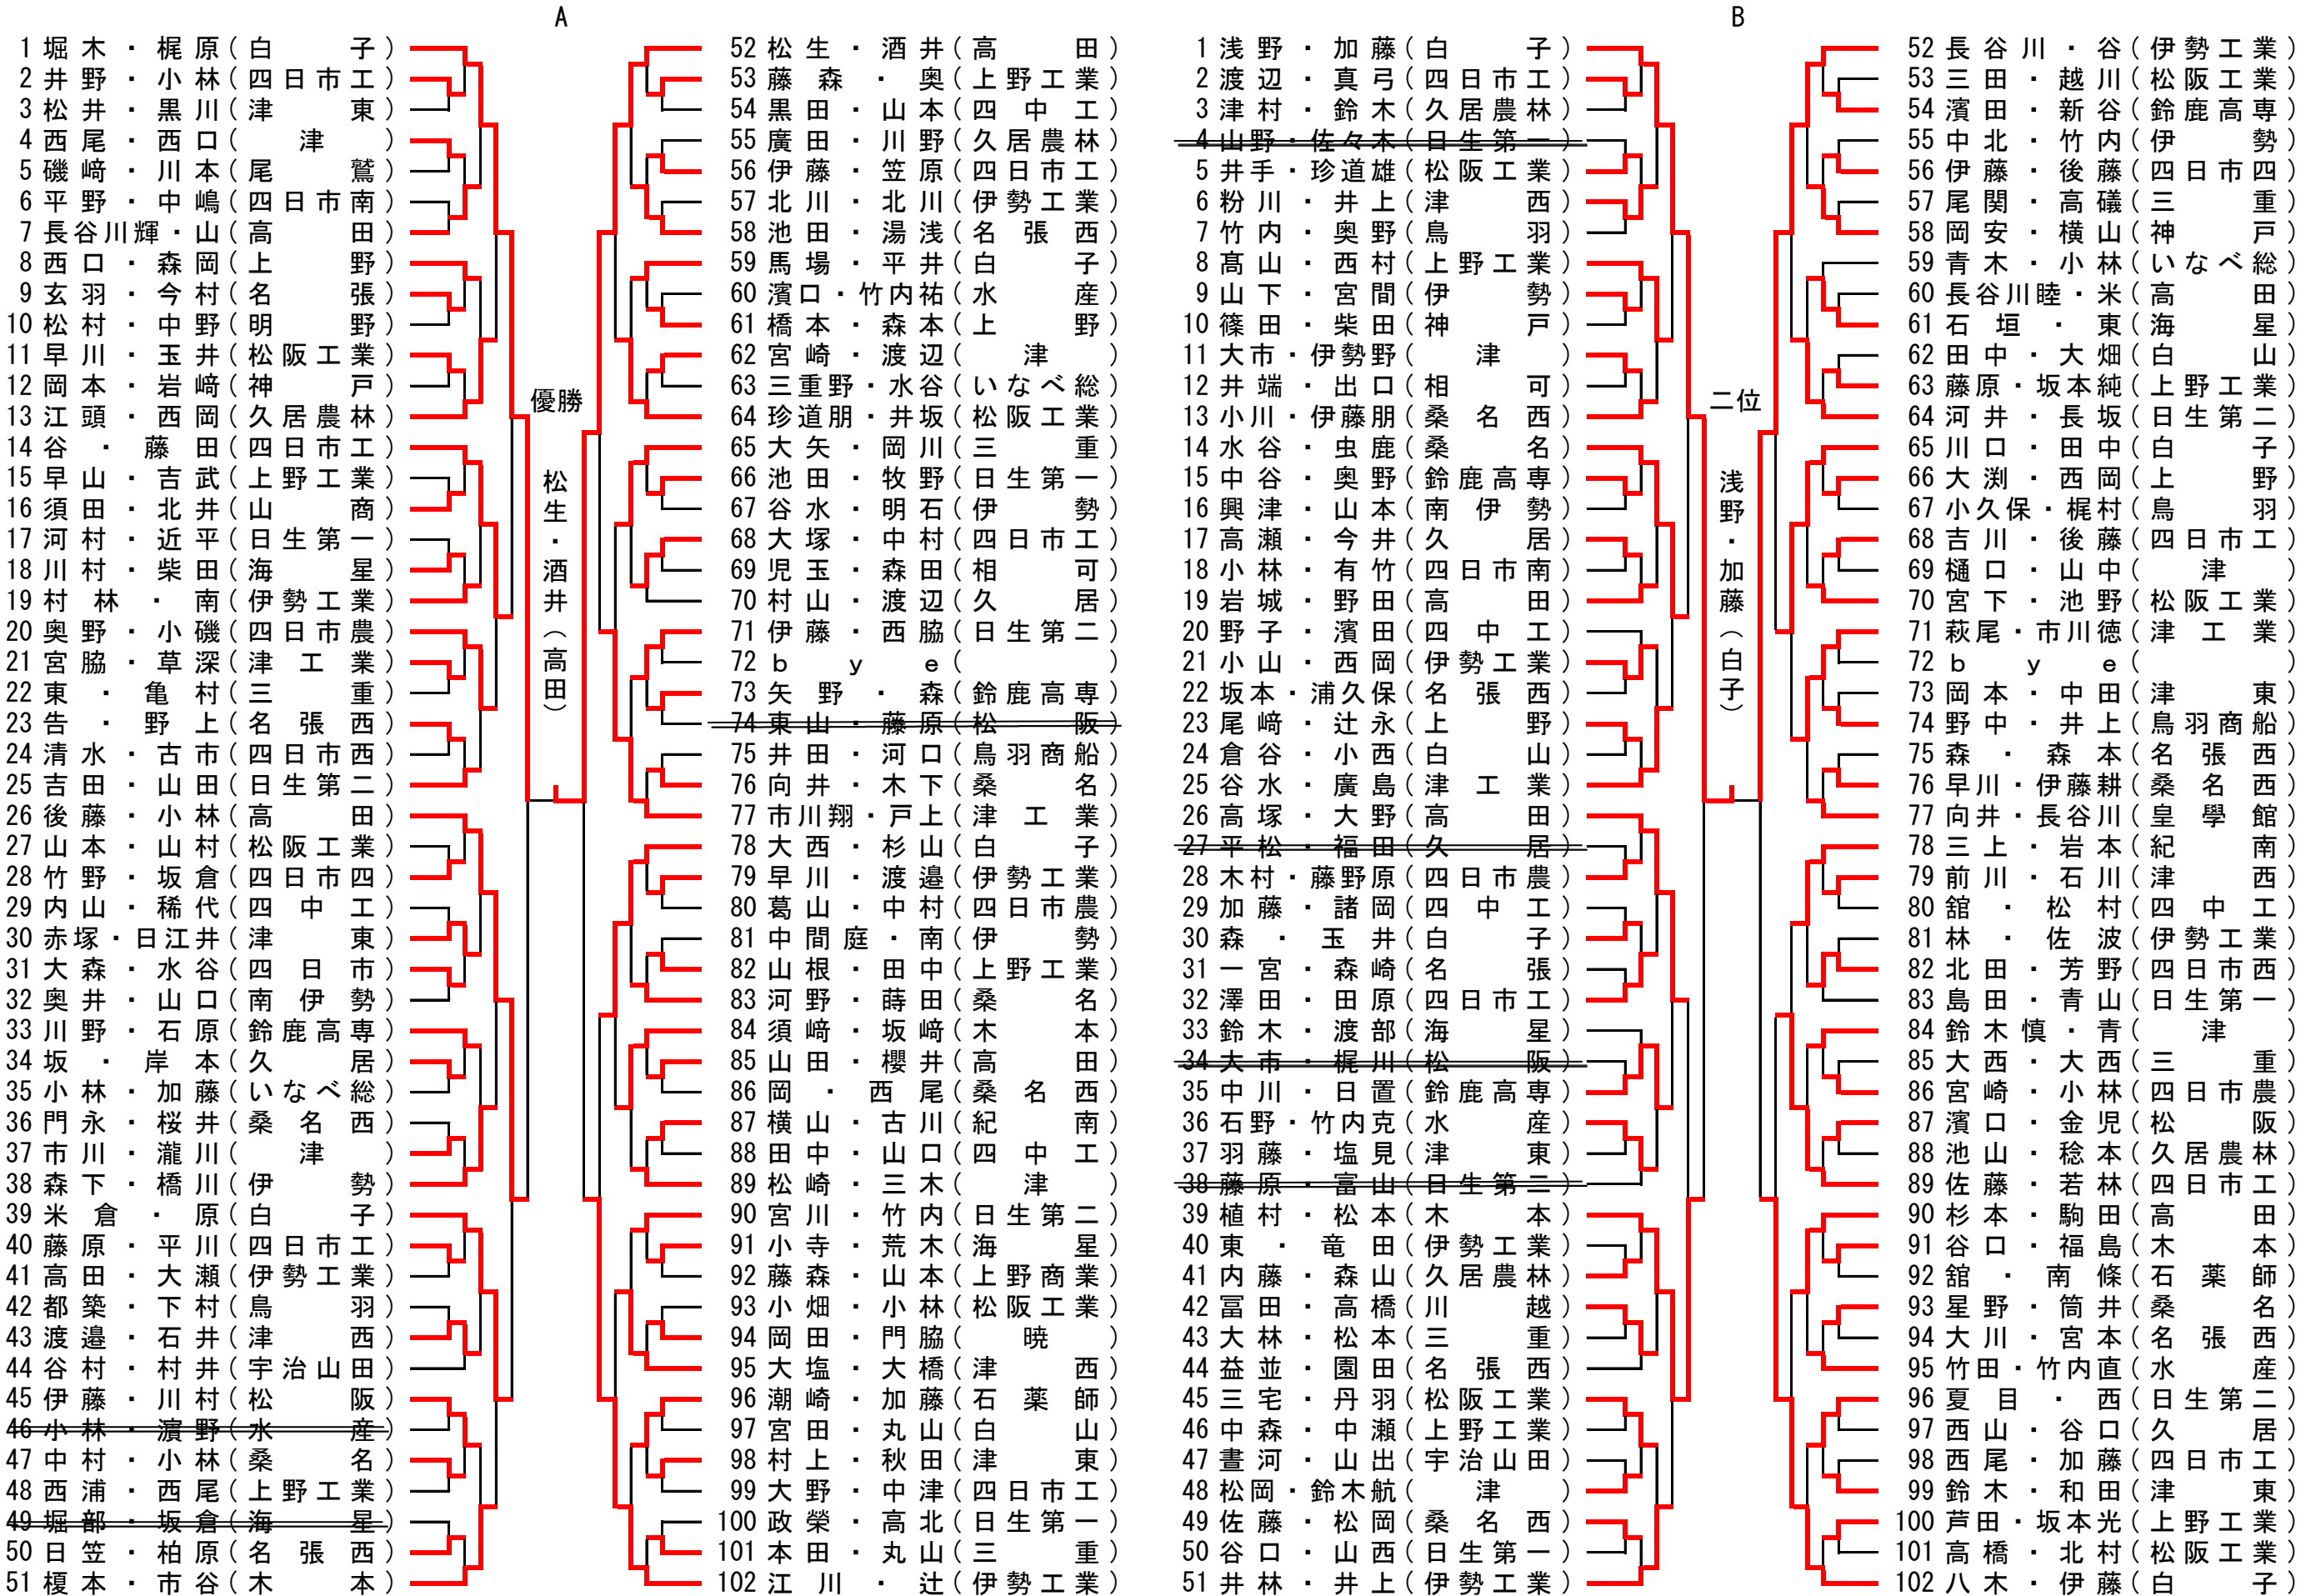 A
1 堀木・梶原(白子)
2 井野・小林(四日市工)
3 松井・黒川(津東)
4 西尾・西口(津)
5 磯﨑・川本(尾鷲)
6 平野・中嶋(四日市南)
7 長谷川輝・山(高田)
8 西口・森岡(上野)
9 玄羽・今村(名張)
10 松村・中野(明野)
11 早川・玉井(松阪工業)
12 岡本・岩﨑(神戸)
13 江頭・西岡(久居農林)
14 谷・藤田(四日市工)
15 早山・吉武(上野工業)
16 須田・北井(山商)
17 河村・近平(日生第一)
18 川村・柴田(海星)
19 村林・南(伊勢工業)
20 奥野・小磯(四日市農)
21 宮脇・草深(津工業)
22 東・亀村(三重)
23 告・野上(名張西)
24 清水・古市(四日市西)
25 吉田・山田(日生第二)
26 後藤・小林(高田)
27 山本・山村(松阪工業)
28 竹野・坂倉(四日市四)
29 内山・稀代(四中工)
30 赤塚・日江井(津東)
31 大森・水谷(四日市)
32 奥井・山口(南伊勢)
33 川野・石原(鈴鹿高専)
34 坂・岸本(久居)
35 小林・加藤(いなべ総)
36 門永・桜井(桑名西)
37 市川・瀧川(津)
38 森下・橋川(伊勢)
39 米倉・原(白子)
40 藤原・平川(四日市工)
41 高田・大瀬(伊勢工業)
42 都築・下村(鳥羽)
43 渡邉・石井(津西)
44 谷村・村井(宇治山田)
45 伊藤・川村(松阪)
46 小林・濵野(水産)
47 中村・小林(桑名)
48 西浦・西尾(上野工業)
49 堀部・坂倉(海星)
50 日笠・柏原(名張西)
51 榎本・市谷(木本)
優勝
松生・酒井(高田)
52 松生・酒井(高田)
53 藤森・奥(上野工業)
54 黒田・山本(四中工)
55 廣田・川野(久居農林)
56 伊藤・笠原(四日市工)
57 北川・北川(伊勢工業)
58 池田・湯浅(名張西)
59 馬場・平井(白子)
60 濱口・竹内祐(水産)
61 橋本・森本(上野)
62 宮崎・渡辺(津)
63 三重野・水谷(いなべ総)
64 珍道朋・井坂(松阪工業)
65 大矢・岡川(三重)
66 池田・牧野(日生第一)
67 谷水・明石(伊勢)
68 大塚・中村(四日市工)
69 児玉・森田(相可)
70 村山・渡辺(久居)
71 伊藤・西脇(日生第二)
72 bye()
73 矢野・森(鈴鹿高専)
74 東山・藤原(松阪)
75 井田・河口(鳥羽商船)
76 向井・木下(桑名)
77 市川翔・戸上(津工業)
78 大西・杉山(白子)
79 早川・渡邉(伊勢工業)
80 葛山・中村(四日市農)
81 中間庭・南(伊勢)
82 山根・田中(上野工業)
83 河野・蒔田(桑名)
84 須﨑・坂﨑(木本)
85 山田・櫻井(高田)
86 岡・西尾(桑名西)
87 横山・古川(紀南)
88 田中・山口(四中工)
89 松崎・三木(津)
90 宮川・竹内(日生第二)
91 小寺・荒木(海星)
92 藤森・山本(上野商業)
93 小畑・小林(松阪工業)
94 岡田・門脇(暁)
95 大塩・大橋(津西)
96 潮崎・加藤(石薬師)
97 宮田・丸山(白山)
98 村上・秋田(津東)
99 大野・中津(四日市工)
100 政榮・高北(日生第一)
101 本田・丸山(三重)
102 江川・辻(伊勢工業)
B
1 浅野・加藤(白子)
2 渡辺・真弓(四日市工)
3 津村・鈴木(久居農林)
4 山野・佐々木(日生第一)
5 井手・珍道雄(松阪工業)
6 粉川・井上(津西)
7 竹内・奥野(鳥羽)
8 髙山・西村(上野工業)
9 山下・宮間(伊勢)
10 篠田・柴田(神戸)
11 大市・伊勢野(津)
12 井端・出口(相可)
13 小川・伊藤朋(桑名西)
14 水谷・虫鹿(桑名)
15 中谷・奥野(鈴鹿高専)
16 興津・山本(南伊勢)
17 高瀬・今井(久居)
18 小林・有竹(四日市南)
19 岩城・野田(高田)
20 野子・濱田(四中工)
21 小山・西岡(伊勢工業)
22 坂本・浦久保(名張西)
23 尾﨑・辻永(上野)
24 倉谷・小西(白山)
25 谷水・廣島(津工業)
26 高塚・大野(高田)
27 平松・福田(久居)
28 木村・藤野原(四日市農)
29 加藤・諸岡(四中工)
30 森・玉井(白子)
31 一宮・森崎(名張)
32 澤田・田原(四日市工)
33 鈴木・渡部(海星)
34 大市・梶川(松阪)
35 中川・日置(鈴鹿高専)
36 石野・竹内克(水産)
37 羽藤・塩見(津東)
38 藤原・富山(日生第二)
39 植村・松本(木本)
40 東・竜田(伊勢工業)
41 内藤・森山(久居農林)
42 冨田・高橋(川越)
43 大林・松本(三重)
44 益並・園田(名張西)
45 三宅・丹羽(松阪工業)
46 中森・中瀬(上野工業)
47 晝河・山出(宇治山田)
48 松岡・鈴木航(津)
49 佐藤・松岡(桑名西)
50 谷口・山西(日生第一)
51 井林・井上(伊勢工業)
二位
浅野・加藤(白子)
52 長谷川・谷(伊勢工業)
53 三田・越川(松阪工業)
54 濱田・新谷(鈴鹿高専)
55 中北・竹内(伊勢)
56 伊藤・後藤(四日市四)
57 尾関・高礒(三重)
58 岡安・横山(神戸)
59 青木・小林(いなべ総)
60 長谷川睦・米(高田)
61 石垣・東(海星)
62 田中・大畑(白山)
63 藤原・坂本純(上野工業)
64 河井・長坂(日生第二)
65 川口・田中(白子)
66 大渕・西岡(上野)
67 小久保・梶村(鳥羽)
68 吉川・後藤(四日市工)
69 樋口・山中(津)
70 宮下・池野(松阪工業)
71 萩尾・市川徳(津工業)
72 bye()
73 岡本・中田(津東)
74 野中・井上(鳥羽商船)
75 森・森本(名張西)
76 早川・伊藤耕(桑名西)
77 向井・長谷川(皇學館)
78 三上・岩本(紀南)
79 前川・石川(津西)
80 舘・松村(四中工)
81 林・佐波(伊勢工業)
82 北田・芳野(四日市西)
83 島田・青山(日生第一)
84 鈴木慎・青(津)
85 大西・大西(三重)
86 宮崎・小林(四日市農)
87 濱口・金児(松阪)
88 池山・稔本(久居農林)
89 佐藤・若林(四日市工)
90 杉本・駒田(高田)
91 谷口・福島(木本)
92 舘・南條(石薬師)
93 星野・筒井(桑名)
94 大川・宮本(名張西)
95 竹田・竹内直(水産)
96 夏目・西(日生第二)
97 西山・谷口(久居)
98 西尾・加藤(四日市工)
99 鈴木・和田(津東)
100 芦田・坂本光(上野工業)
101 高橋・北村(松阪工業)
102 八木・伊藤(白子)